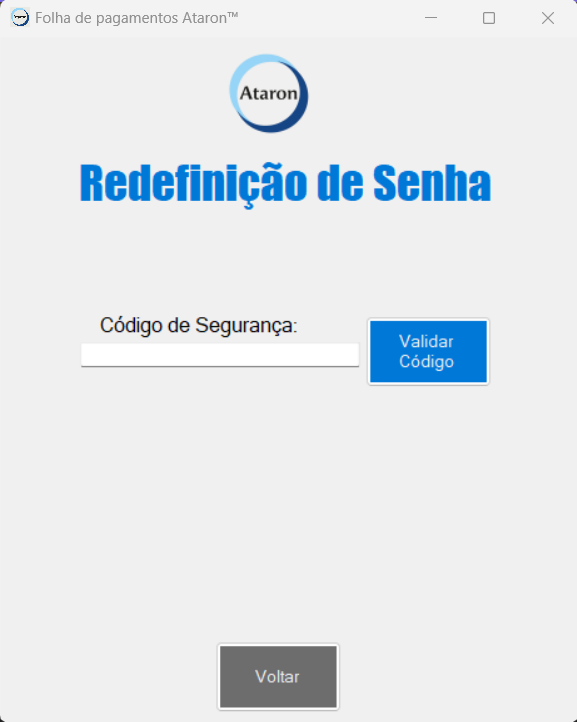 Folha de pagamentos Ataron™
Ataron
Redefinição de Senha
Código de Segurança:
Validar
Código
Voltar